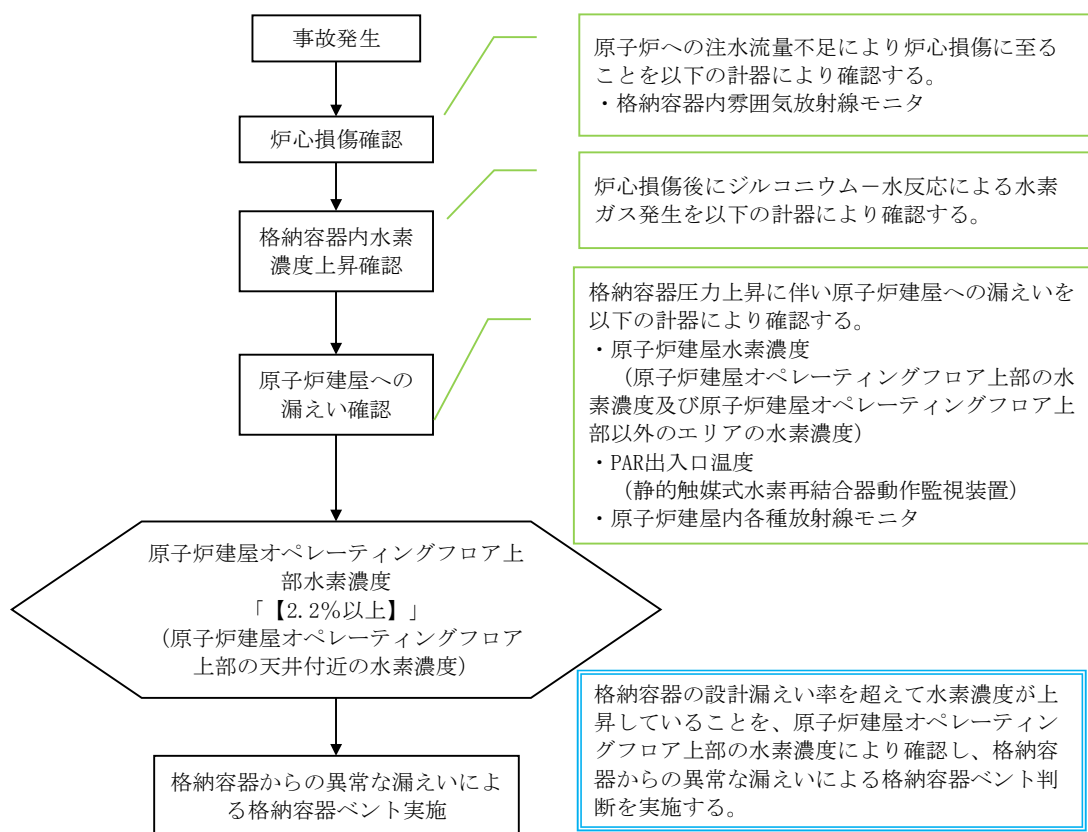 事故発生
原子炉への注水流量不足により炉心損傷に至る
ことを以下の計器により確認する。
・格納容器内雰囲気放射線モニタ
炉心損傷確認
炉心損傷後にジルコニウム－水反応による水素
ガス発生を以下の計器により確認する。
格納容器内水素
濃度上昇確認
格納容器圧力上昇に伴い原子炉建屋への漏えいを
以下の計器により確認する。
・原子炉建屋水素濃度
（原子炉建屋オペレーティングフロア上部の水
素濃度及び原子炉建屋オペレーティングフロア上
部以外のエリアの水素濃度）
・PAR出入口温度
（静的触媒式水素再結合器動作監視装置）
・原子炉建屋内各種放射線モニタ
原子炉建屋への
漏えい確認
原子炉建屋オペレーティングフロア上
部水素濃度
「【2.2％以上】」
（原子炉建屋オペレーティングフロア
上部の天井付近の水素濃度）
格納容器の設計漏えい率を超えて水素濃度が上
昇していることを、原子炉建屋オペレーティン
グフロア上部の水素濃度により確認し、格納容
器からの異常な漏えいによる格納容器ベント判
断を実施する。
格納容器からの異常な漏えいによ
る格納容器ベント実施